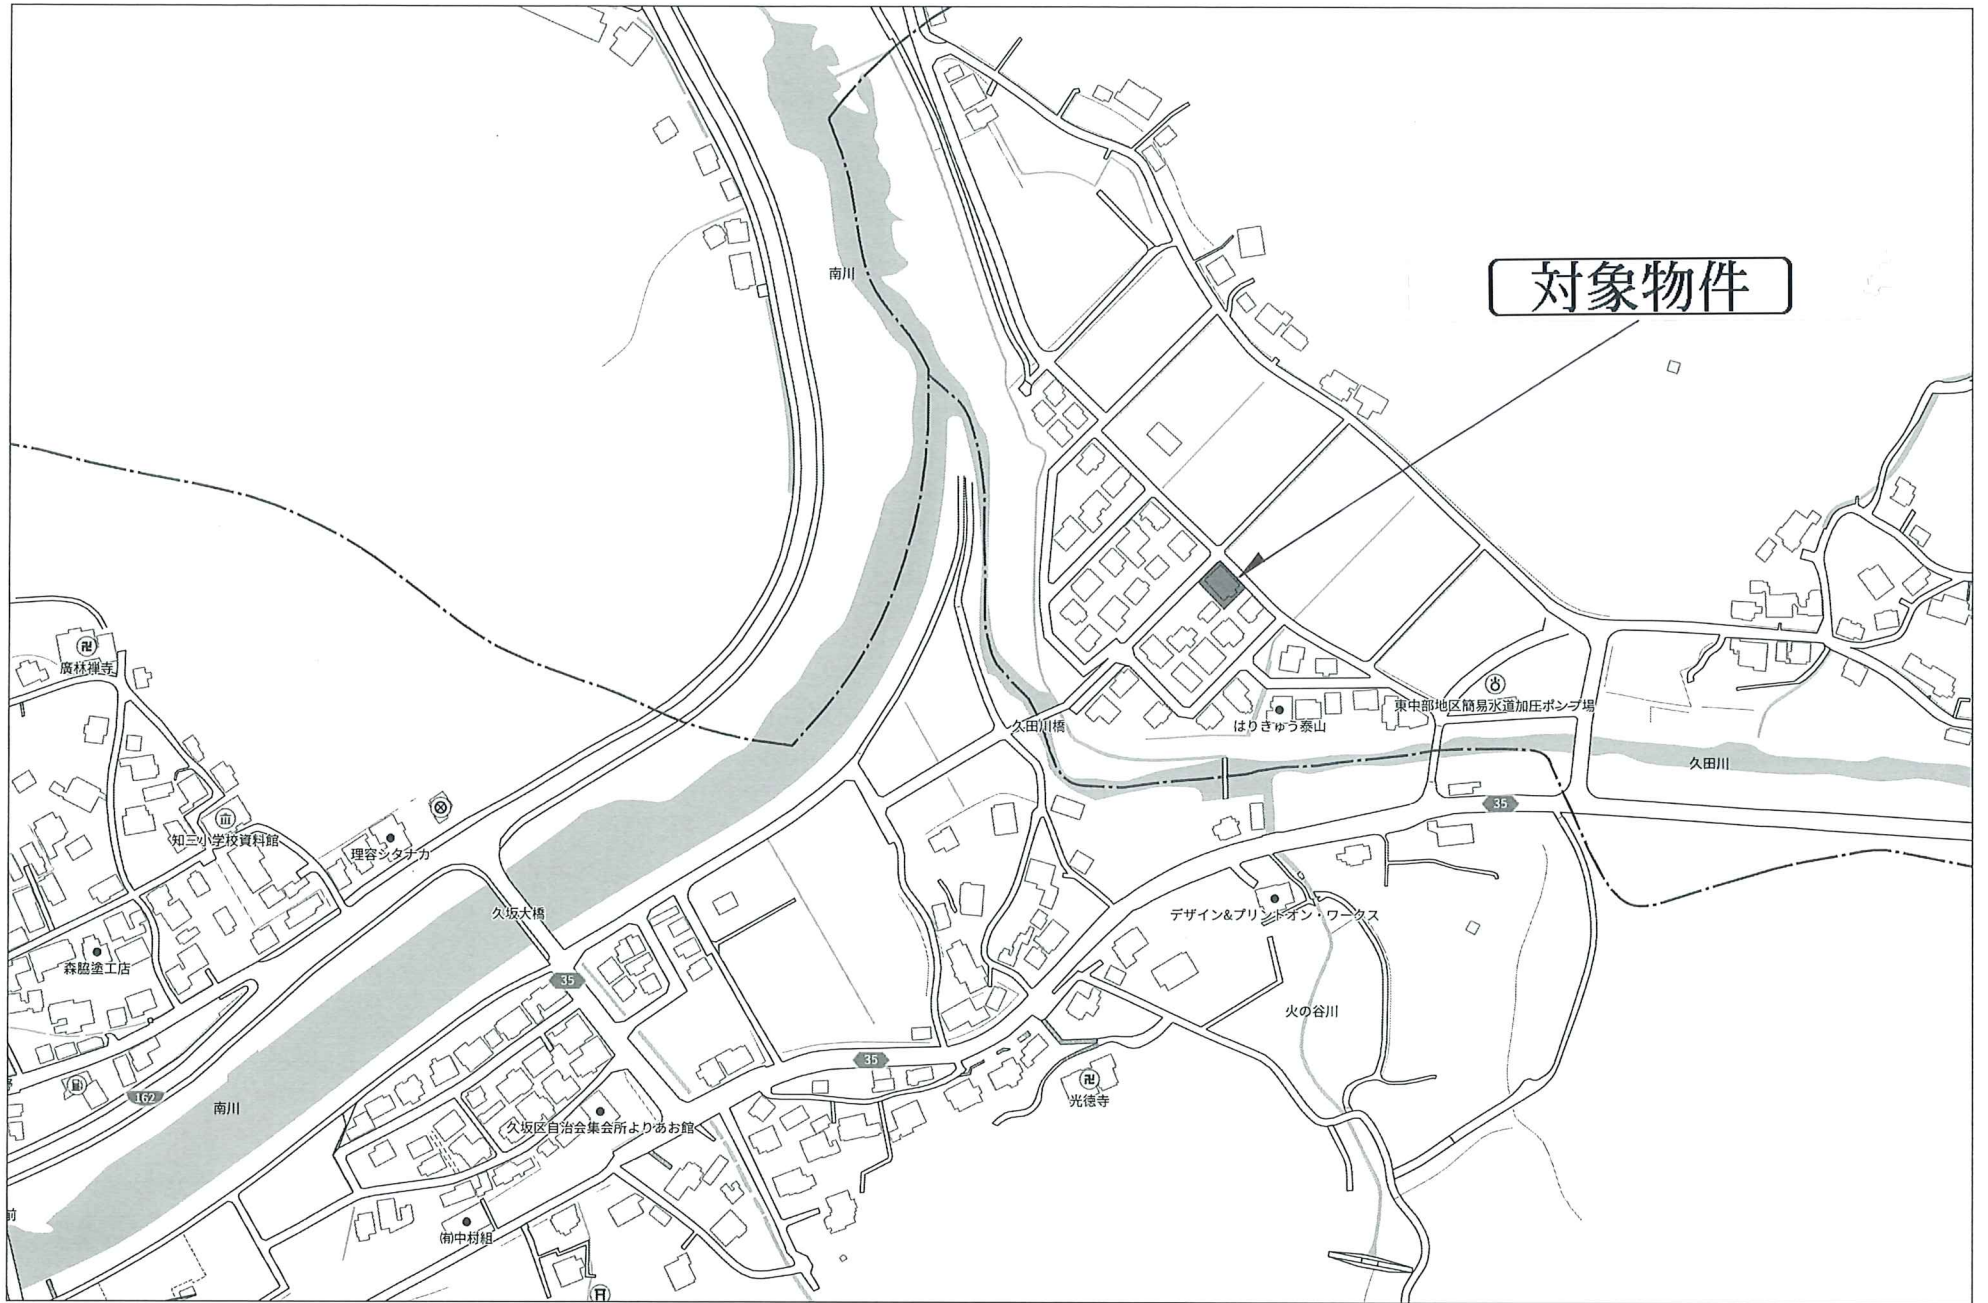 対象物件
南川
廣林禅寺
知三小学校資料館
理容シタナカ
森脇塗工店
久坂大橋
久田川橋
はりきゅう泰山
東中部地区簡易水道加圧ポンプ場
久田川
35
35
デザイン&プリントオン・ワークス
火の谷川
35
光徳寺
162
南川
久坂区自治会集会所よりあお館
㈲中村組
前